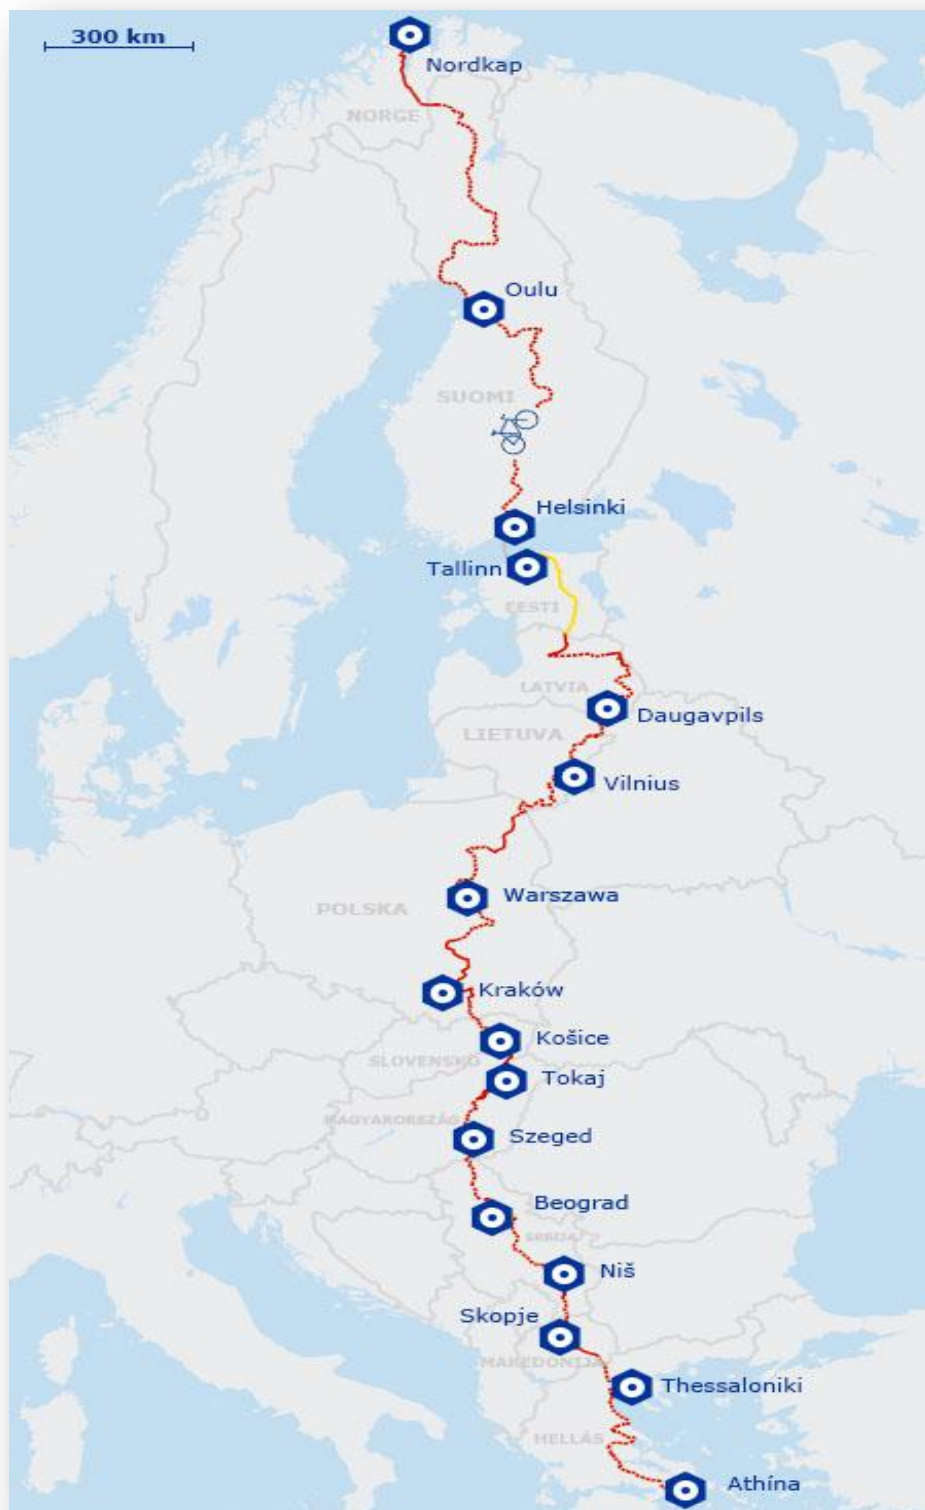 300 km
Nordkap
NORGE
Oulu
SUOMI
Helsinki
Tallinn
EESTI
LATVIA
Daugavpils
LIETUVA
Vilnius
Warszawa
POLSKA
Kraków
Košice
SLOVENSKO
Tokaj
MAGYARORSZÁG
Szeged
Beograd
SRBIJA
Niš
Skopje
MAKEDONIJA
Thessaloniki
HELLÁS
Athína